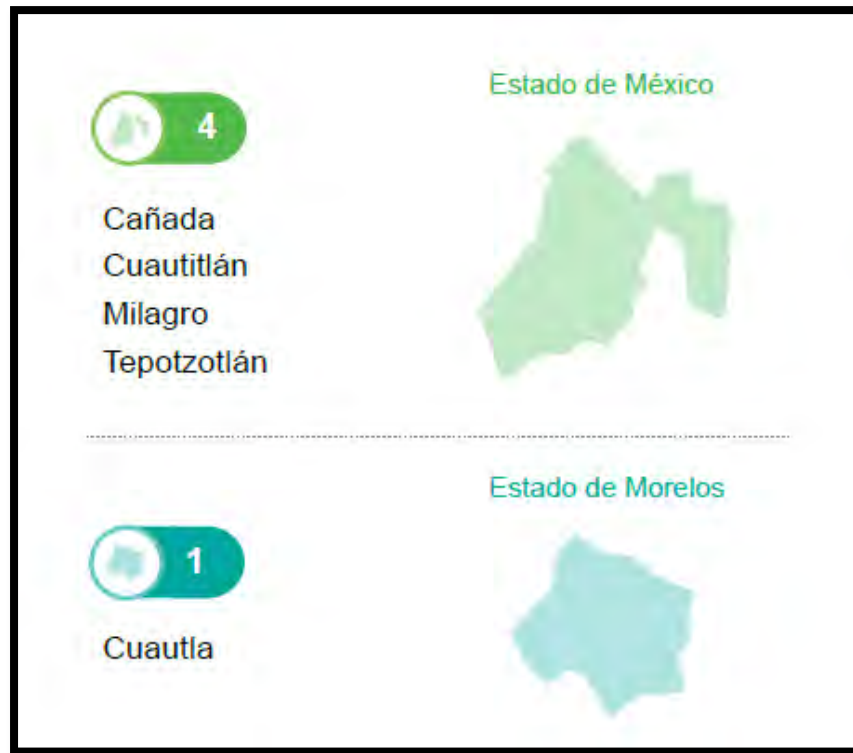 Estado de México
4
Cañada
Cuautitlán
Milagro
Tepotzotlán
Estado de Morelos
1
Cuautla